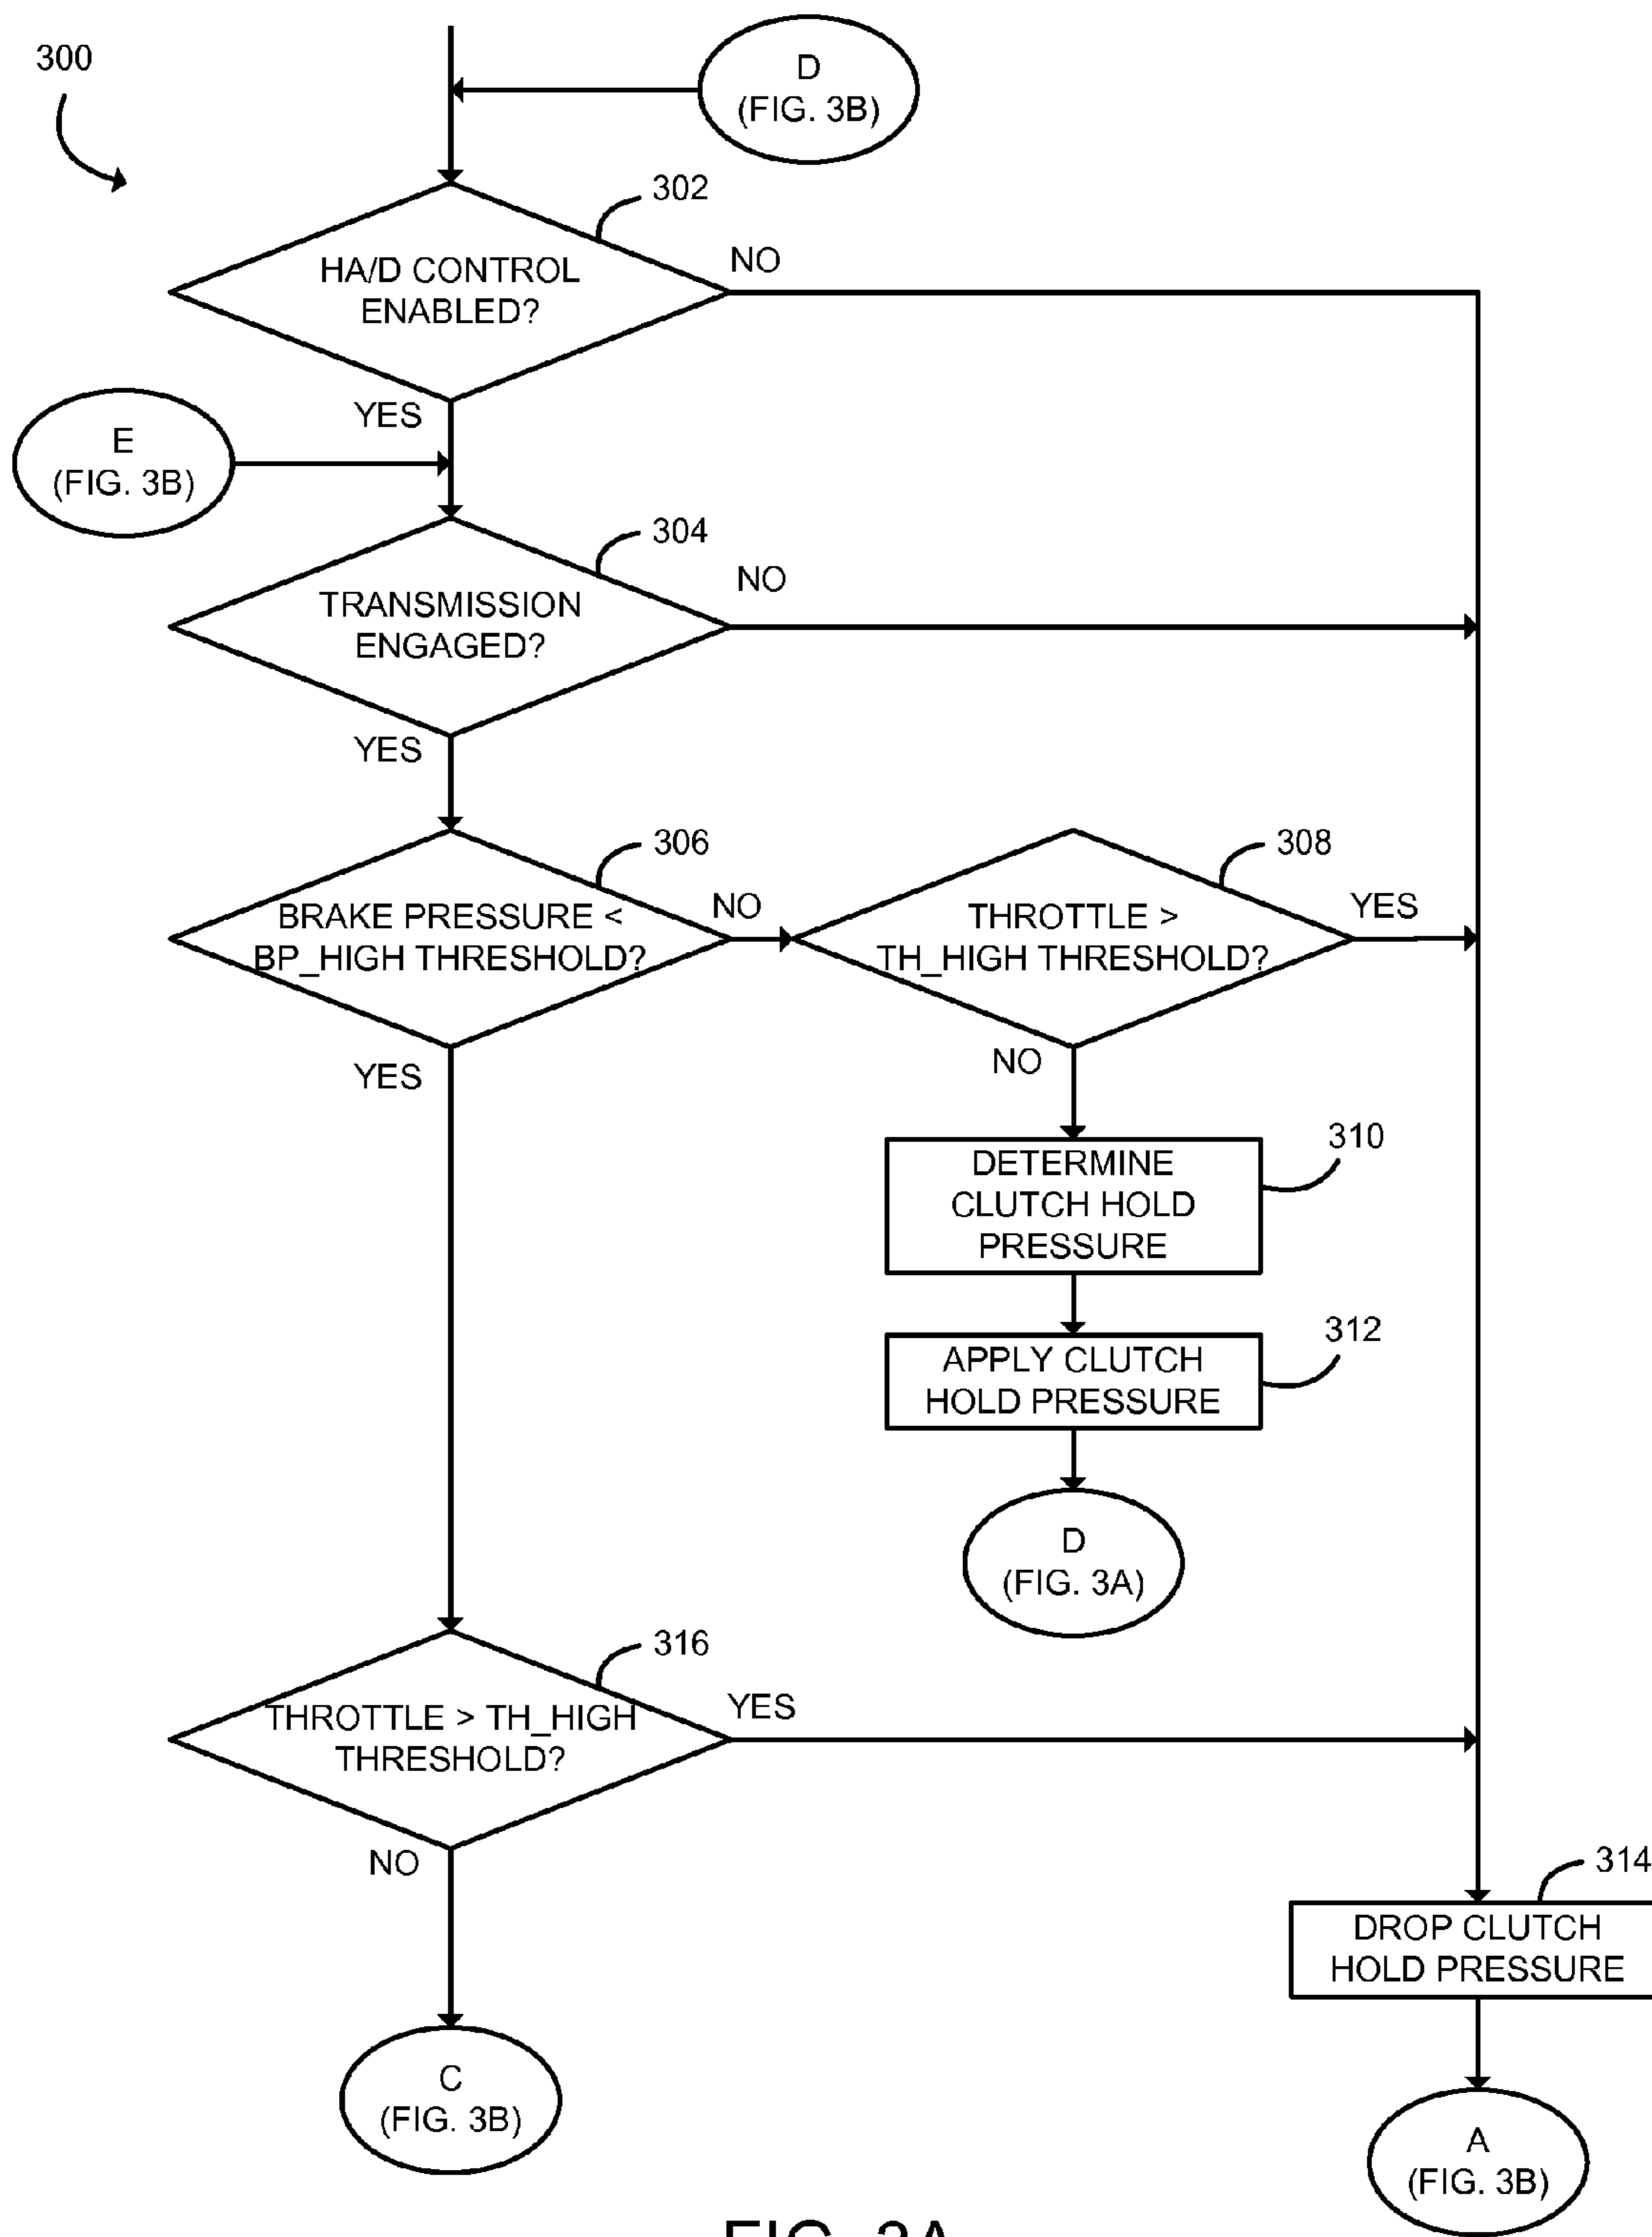 300
D
(FIG. 3B)
302
HA/D CONTROL
ENABLED?
NO
YES
E
(FIG. 3B)
304
TRANSMISSION
ENGAGED?
NO
YES
306
BRAKE PRESSURE <
BP_HIGH THRESHOLD?
NO
YES
308
THROTTLE >
TH_HIGH THRESHOLD?
YES
NO
310
DETERMINE
CLUTCH HOLD
PRESSURE
312
APPLY CLUTCH
HOLD PRESSURE
D
(FIG. 3A)
316
THROTTLE > TH_HIGH
THRESHOLD?
YES
NO
314
DROP CLUTCH
HOLD PRESSURE
C
(FIG. 3B)
A
(FIG. 3B)
FIG. 3A